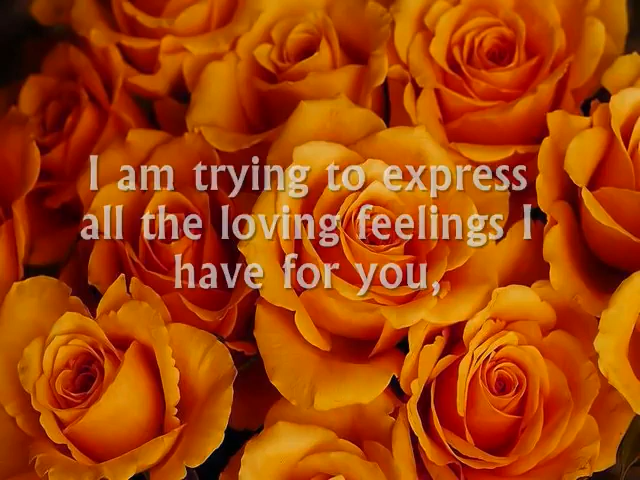 I am trying to express
all the loving feelings I
have for you,